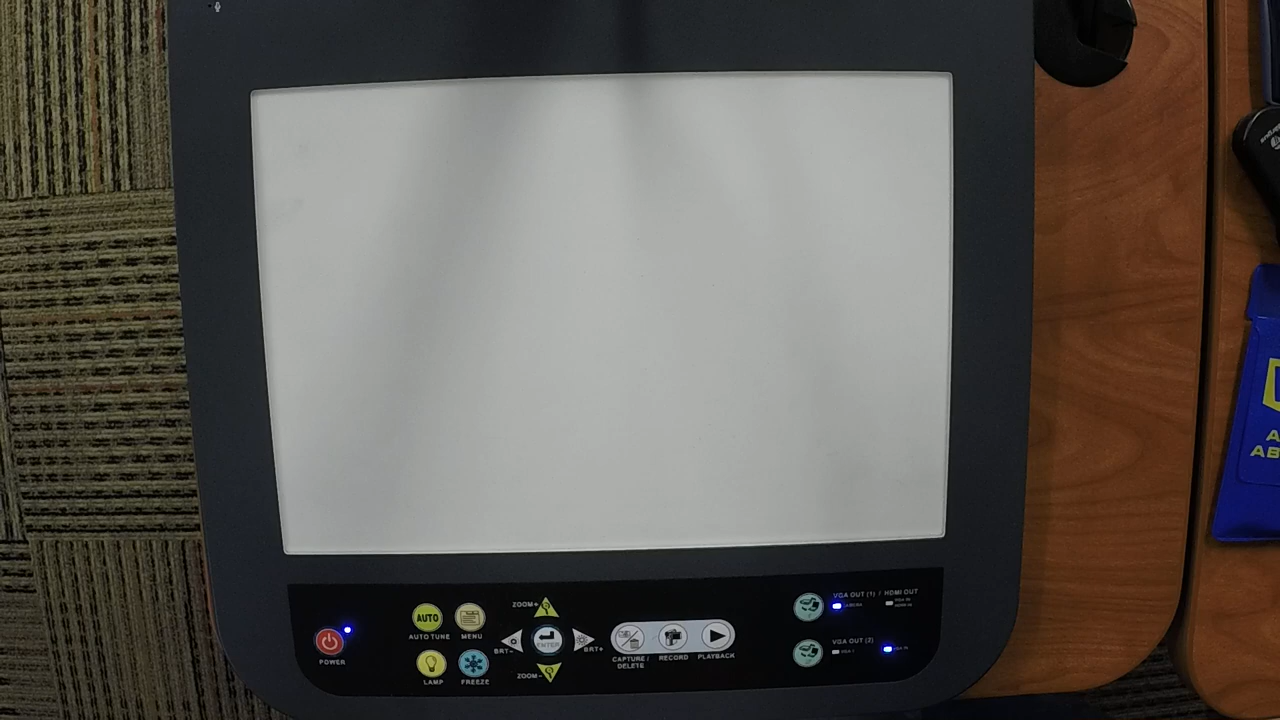 VGA OUT (1) / HDMI OUT
ZOOM+
AUTO
AUTO TUNE
MENU
ENTER
BRT-
BRT+
CAPTURE /
DELETE
RECORD
PLAYBACK
VGA OUT (2)
POWER
LAMP
FREEZE
ZOOM-
A
AB